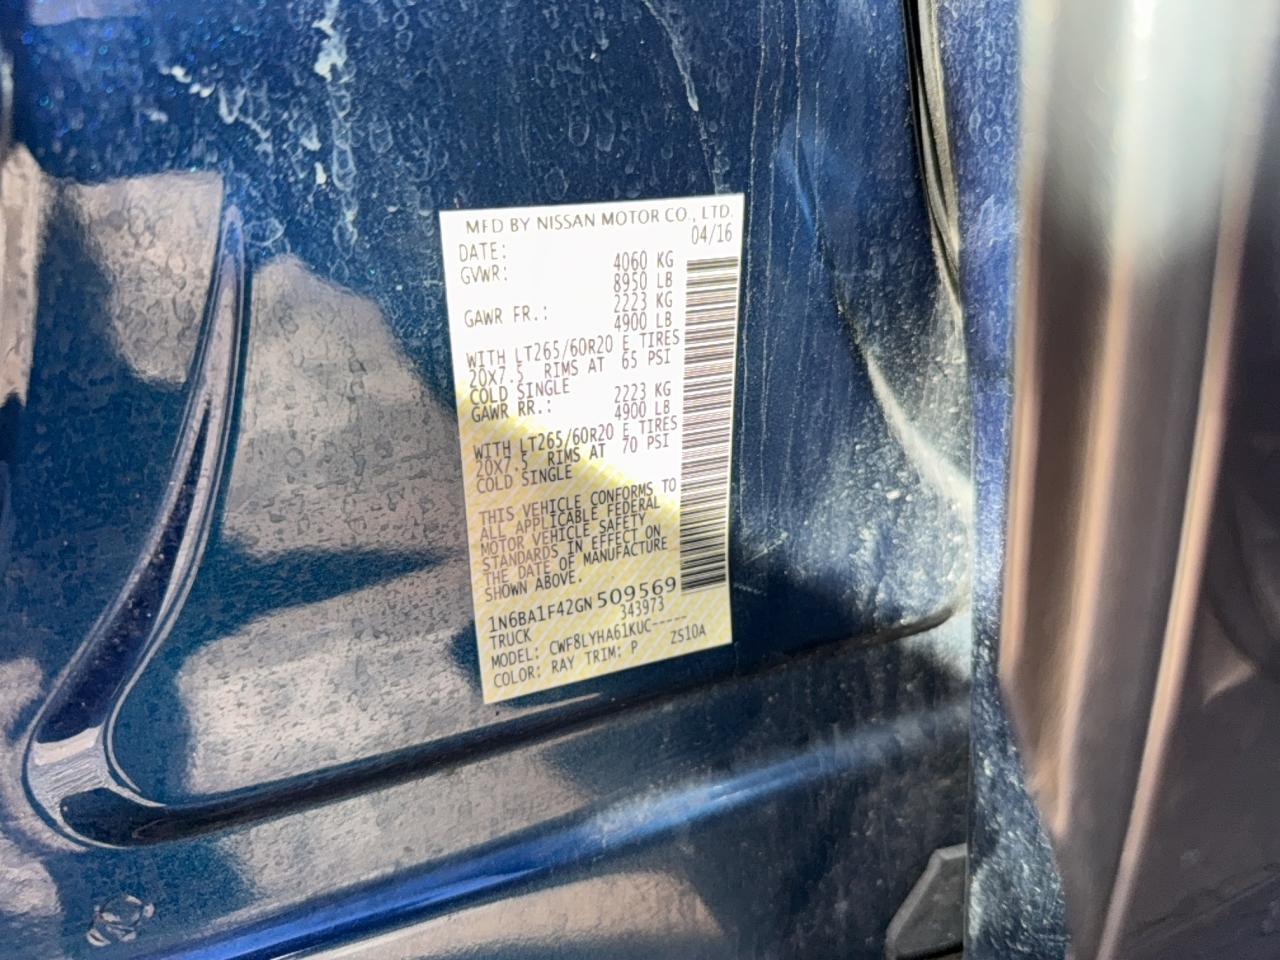 MFD BY NISSAN MOTOR CO., LTD.
DATE: 04/16
GVWR: 4060 KG
8950 LB
GAWR FR.: 2223 KG
4900 LB
WITH LT265/60R20 E TIRES
20X7.5 RIMS AT 65 PSI
COLD SINGLE
GAWR RR.: 2223 KG
4900 LB
WITH LT265/60R20 E TIRES
20X7.5 RIMS AT 70 PSI
COLD SINGLE
THIS VEHICLE CONFORMS TO
ALL APPLICABLE FEDERAL
MOTOR VEHICLE SAFETY
STANDARDS IN EFFECT ON
THE DATE OF MANUFACTURE
SHOWN ABOVE.
1N6BA1F42GN509569
TRUCK 343973
MODEL: CWF8LYHA61KUC-----
COLOR: RAY TRIM: P ZS10A